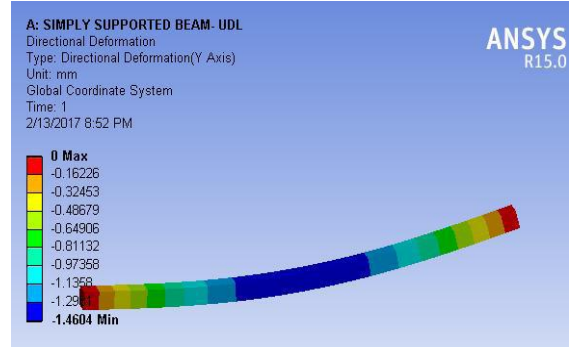 A: SIMPLY SUPPORTED BEAM- UDL
Directional Deformation
Type: Directional Deformation(Y Axis)
Unit: mm
Global Coordinate System
Time: 1
2/13/2017 8:52 PM
ANSYS
R15.0
0 Max
-0.16226
-0.32453
-0.48679
-0.64906
-0.81132
-0.97358
-1.1358
-1.4604 Min